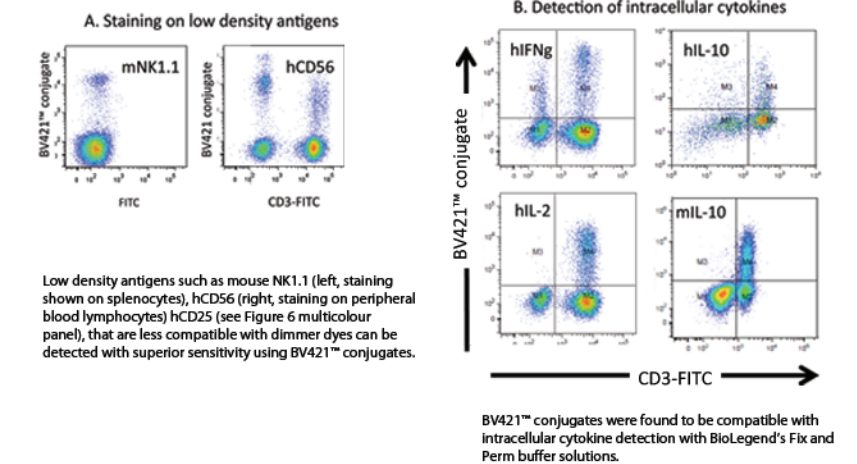 A. Staining on low density antigens
BV421™ conjugate
mNK1.1
FITC
BV421 conjugate
hCD56
CD3-FITC
Low density antigens such as mouse NK1.1 (left, staining
shown on splenocytes), hCD56 (right, staining on peripheral
blood lymphocytes) hCD25 (see Figure 6 multicolour
panel), that are less compatible with dimmer dyes can be
detected with superior sensitivity using BV421™ conjugates.
B. Detection of intracellular cytokines
BV421™ conjugate
hIFNg
hIL-10
M3
M4
hIL-2
M3
mIL-10
M3
CD3-FITC
BV421™ conjugates were found to be compatible with
intracellular cytokine detection with BioLegend's Fix and
Perm buffer solutions.